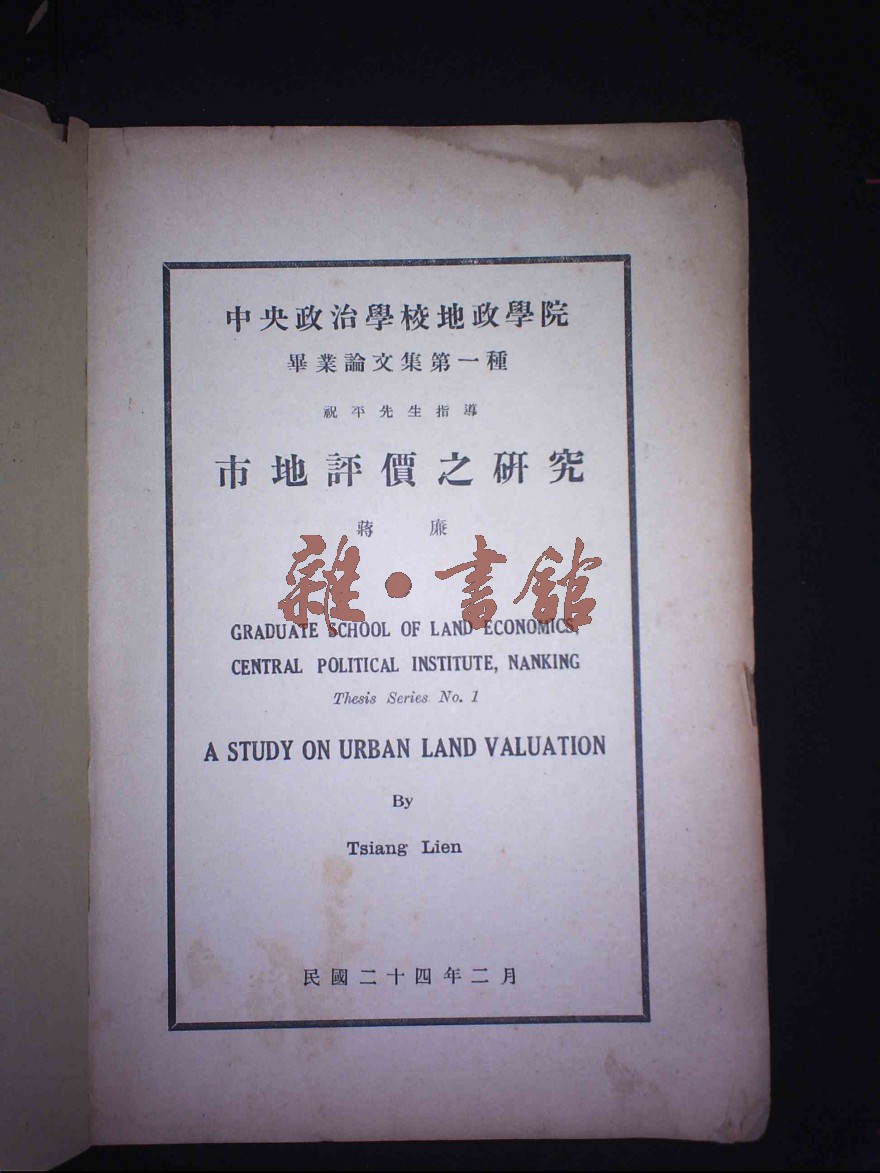 中央政治學校地政學院
畢業論文集第一種
祝平先生指導
市地評價之研究
蔣廉
雜·書館
GRADUATE SCHOOL OF LAND ECONOMICS,
CENTRAL POLITICAL INSTITUTE, NANKING
Thesis Series No. 1
A STUDY ON URBAN LAND VALUATION
By
Tsiang Lien
民國二十四年二月